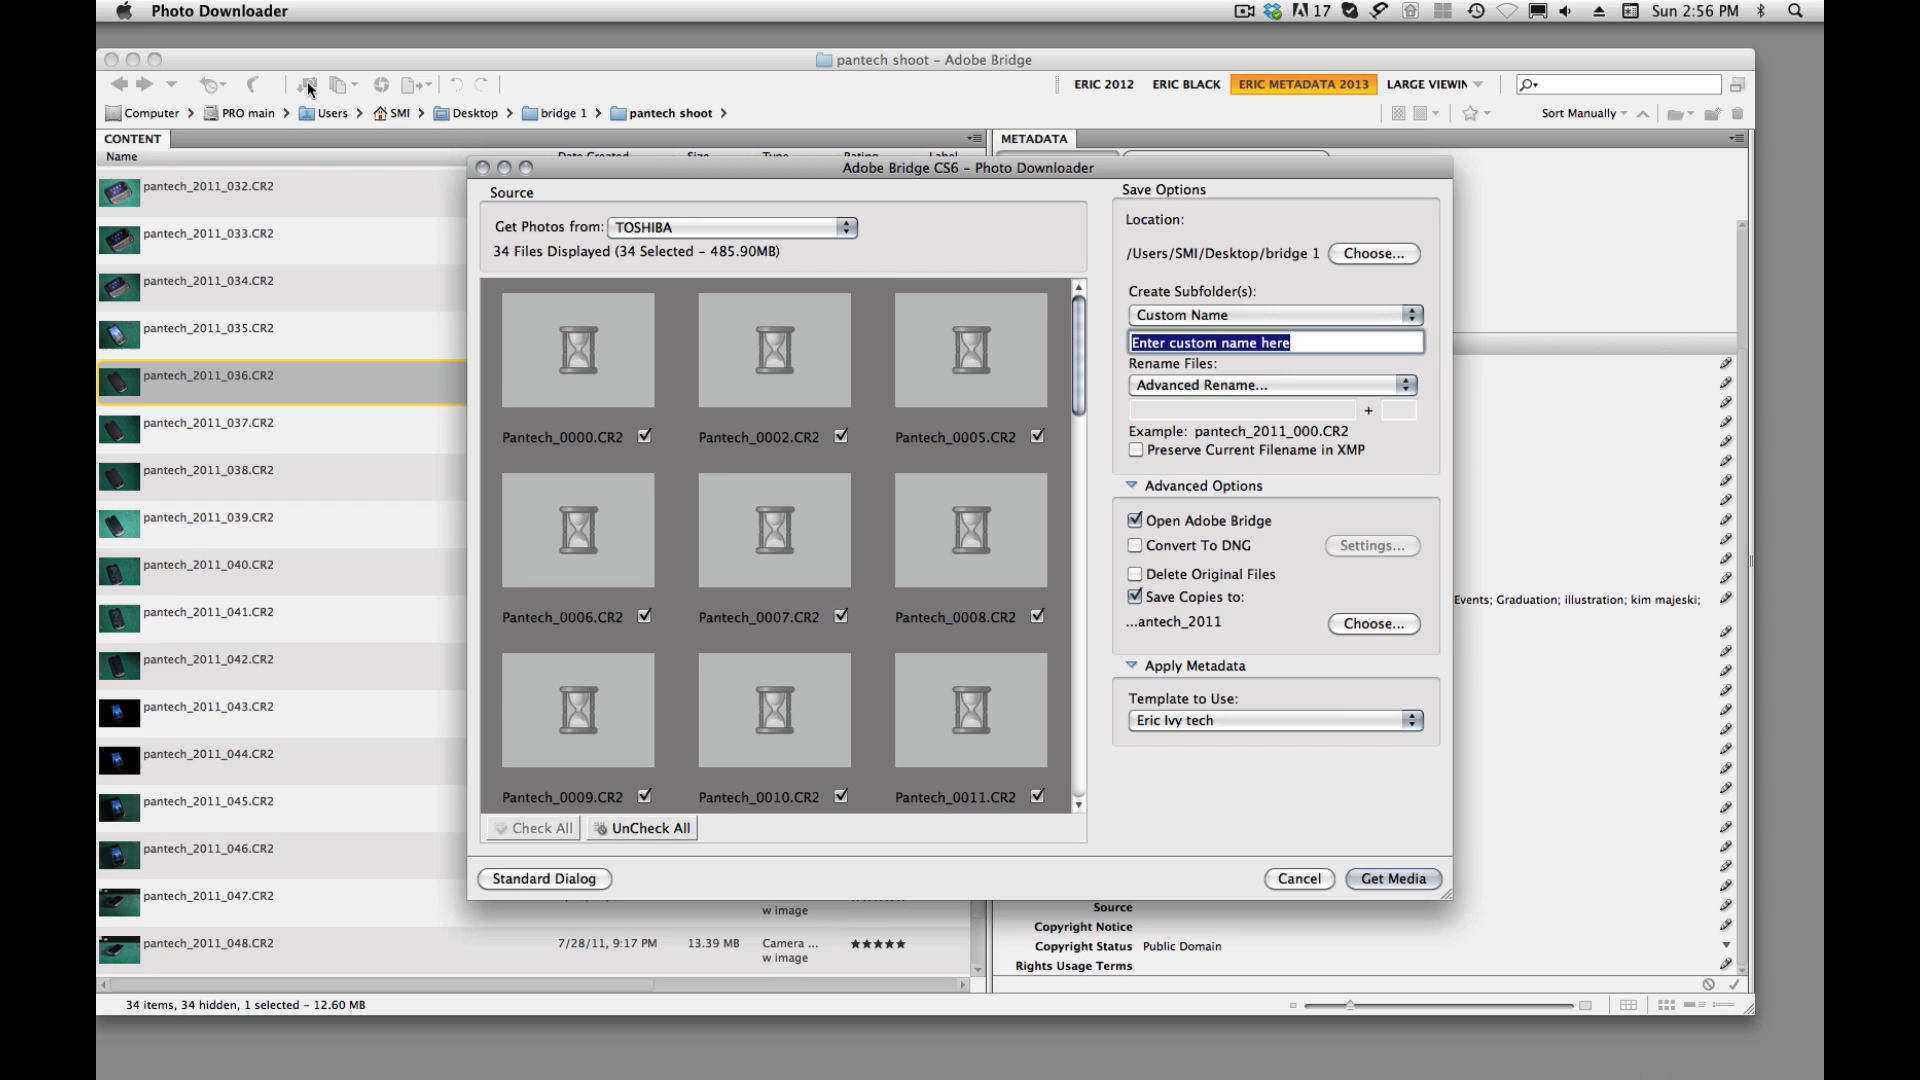 Photo Downloader
17
Sun 2:56 PM
pantech shoot – Adobe Bridge
ERIC 2012
ERIC BLACK
ERIC METADATA 2013
LARGE VIEWIN
Computer
PRO main
Users
SMI
Desktop
bridge 1
pantech shoot
Sort Manually
CONTENT
METADATA
Name
Date Created
Size
Type
Rating
Label
pantech_2011_032.CR2
pantech_2011_033.CR2
pantech_2011_034.CR2
pantech_2011_035.CR2
pantech_2011_036.CR2
pantech_2011_037.CR2
pantech_2011_038.CR2
pantech_2011_039.CR2
pantech_2011_040.CR2
pantech_2011_041.CR2
pantech_2011_042.CR2
pantech_2011_043.CR2
pantech_2011_044.CR2
pantech_2011_045.CR2
pantech_2011_046.CR2
pantech_2011_047.CR2
w image
pantech_2011_048.CR2
7/28/11, 9:17 PM
13.39 MB
Camera ...
w image
★★★★★
34 items, 34 hidden, 1 selected – 12.60 MB
Adobe Bridge CS6 – Photo Downloader
Source
Get Photos from: TOSHIBA
34 Files Displayed (34 Selected – 485.90MB)
Pantech_0000.CR2
Pantech_0002.CR2
Pantech_0005.CR2
Pantech_0006.CR2
Pantech_0007.CR2
Pantech_0008.CR2
Pantech_0009.CR2
Pantech_0010.CR2
Pantech_0011.CR2
Check All
UnCheck All
Standard Dialog
Save Options
Location:
/Users/SMI/Desktop/bridge 1
Choose...
Create Subfolder(s):
Custom Name
Enter custom name here
Rename Files:
Advanced Rename...
+
Example: pantech_2011_000.CR2
Preserve Current Filename in XMP
Advanced Options
Open Adobe Bridge
Convert To DNG
Settings...
Delete Original Files
Save Copies to:
...antech_2011
Choose...
Apply Metadata
Template to Use:
Eric Ivy tech
Cancel
Get Media
Events; Graduation; illustration; kim majeski;
Source
Copyright Notice
Copyright Status Public Domain
Rights Usage Terms